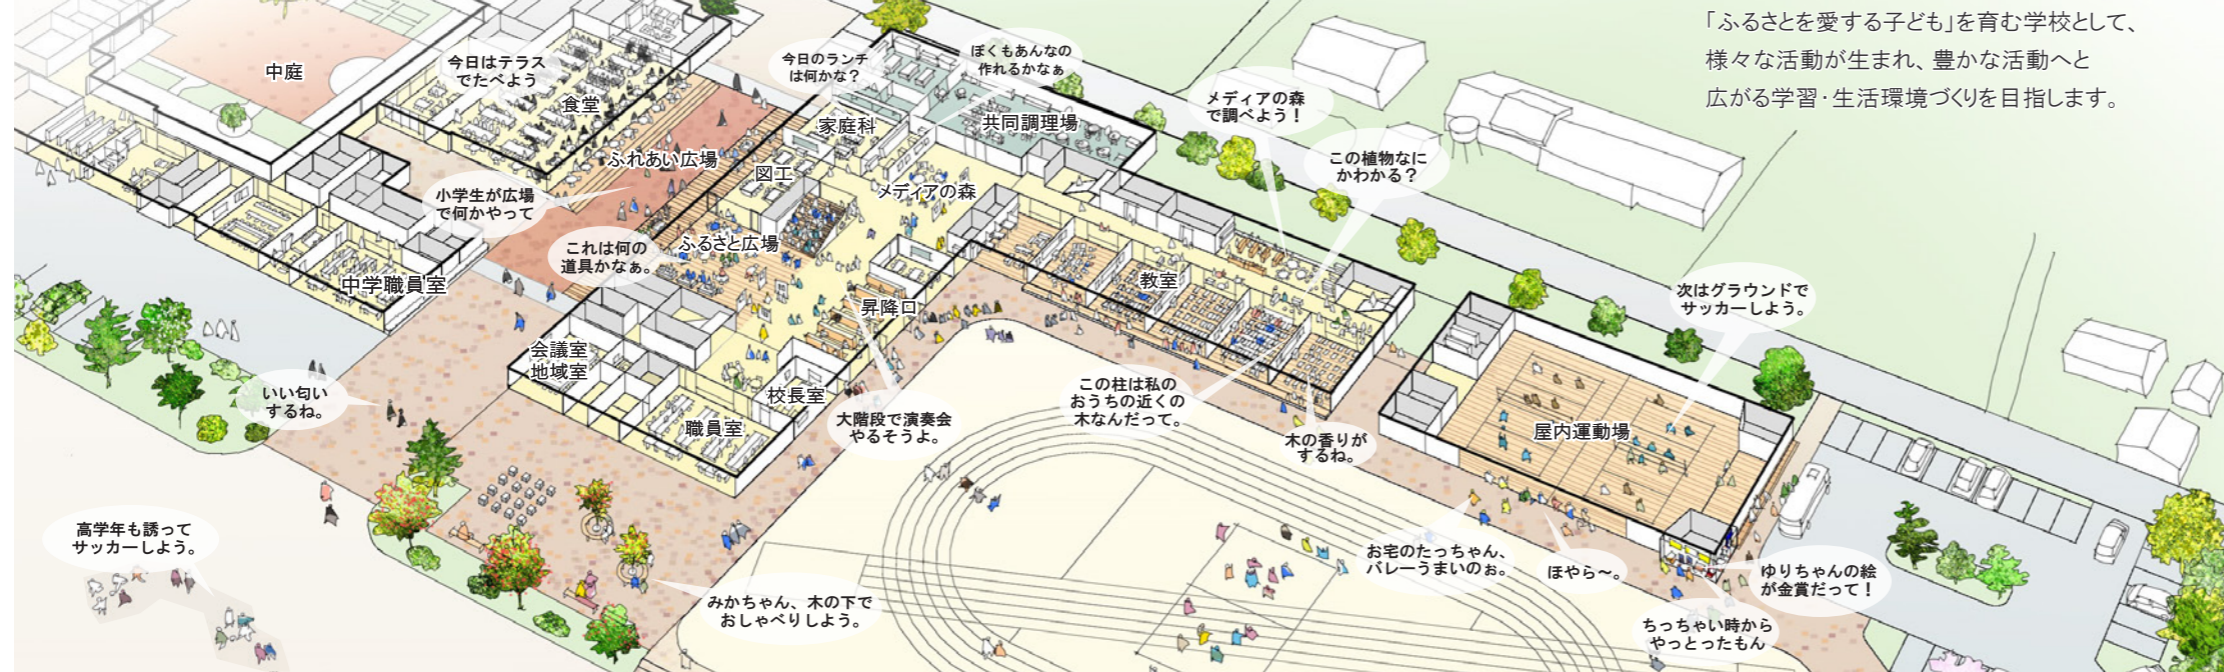 「ふるさとを愛する子ども」を育む学校として、
様々な活動が生まれ、豊かな活動へと
広がる学習・生活環境づくりを目指します。
中庭
今日はテラス
でたべよう
食堂
今日のランチ
は何かな？
ぼくもあんなの
作れるかなぁ
家庭科
共同調理場
メディアの森
で調べよう！
この植物なに
かわかる？
ふれあい広場
図工
メディアの森
小学生が広場
で何かやって
これは何の
道具かなぁ。
ふるさと広場
中学職員室
昇降口
教室
次はグラウンドで
サッカーしよう。
会議室
地域室
校長室
職員室
いい匂い
するね。
大階段で演奏会
やるそうよ。
この柱は私の
おうちの近くの
木なんだって。
木の香りが
するね。
屋内運動場
高学年も誘って
サッカーしよう。
みかちゃん、木の下で
おしゃべりしよう。
お宅のたっちゃん、
バレーうまいのぉ。
ほやら〜。
ゆりちゃんの絵
が金賞だって！
ちっちゃい時から
やっとったもん